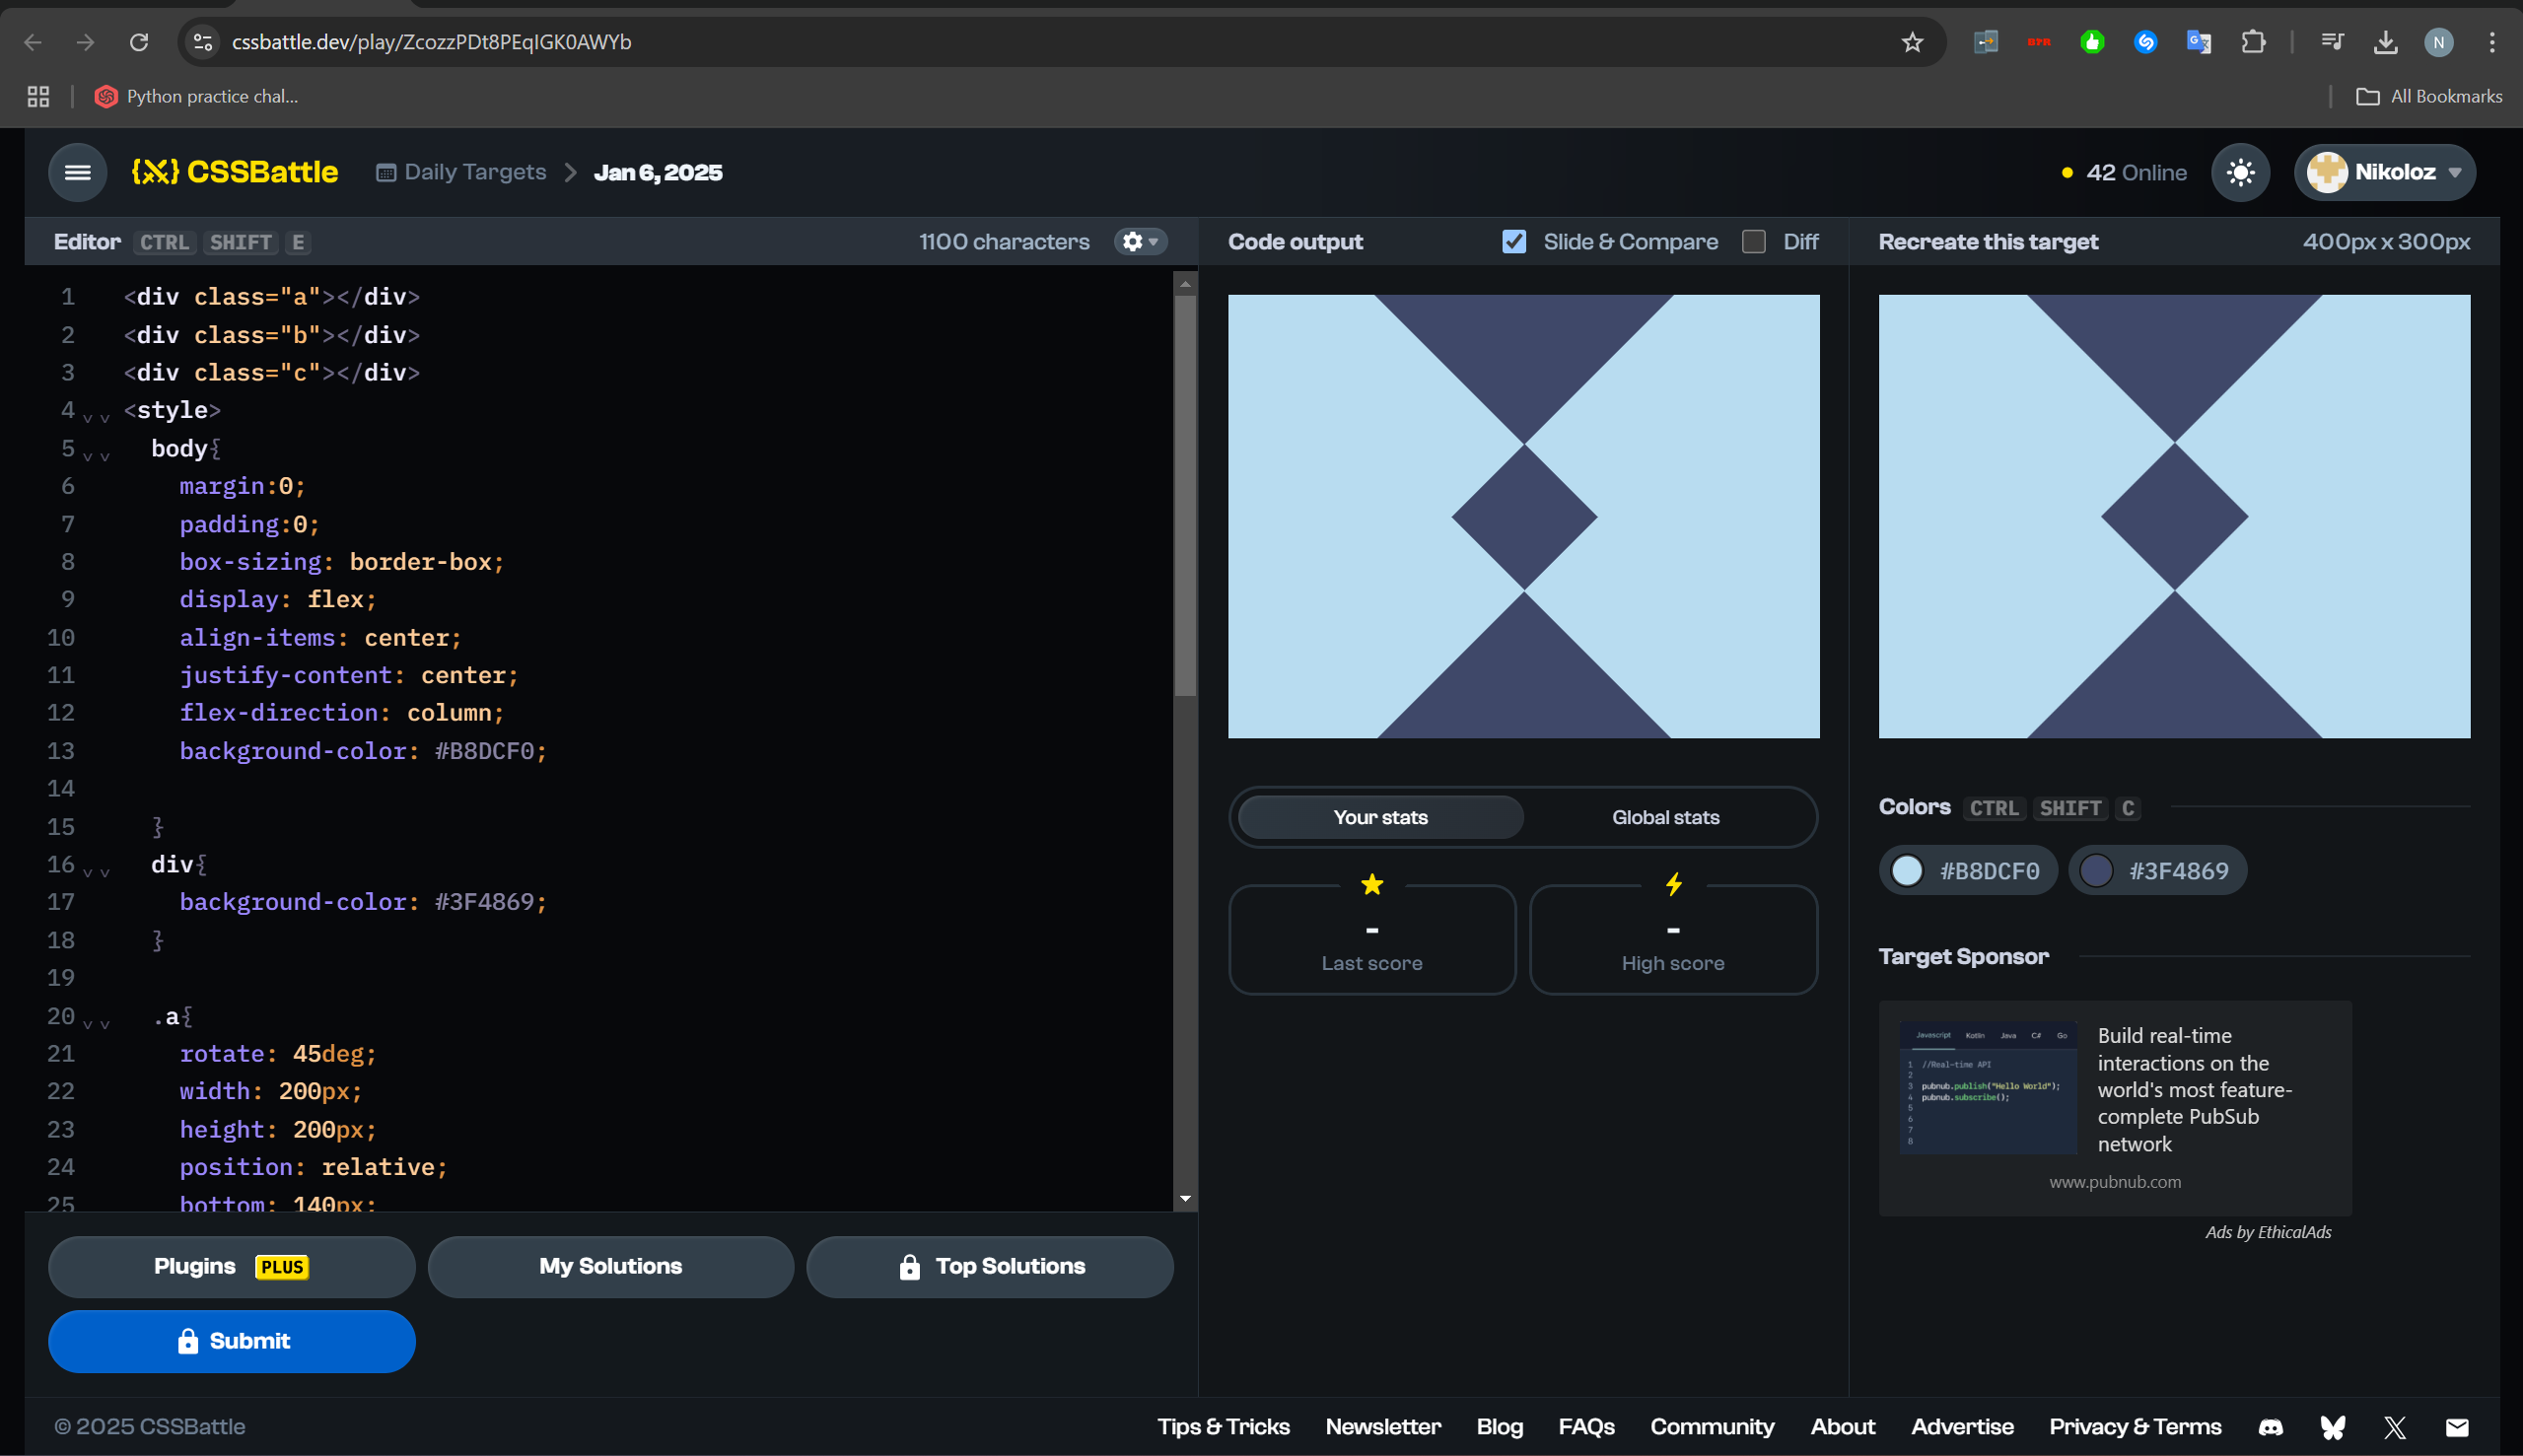 cssbattle.dev/play/ZcozzPDt8PEqIGK0AWYb
N
Python practice chal...
All Bookmarks
CSSBattle
Daily Targets
Jan 6, 2025
42 Online
Nikoloz
Editor CTRL SHIFT E
1100 characters
Code output
Slide & Compare
Diff
Recreate this target
400px x 300px
1 <div class="a"></div>
2 <div class="b"></div>
3 <div class="c"></div>
4 <style>
5 body{
6 margin:0;
7 padding:0;
8 box-sizing: border-box;
9 display: flex;
10 align-items: center;
11 justify-content: center;
12 flex-direction: column;
13 background-color: #B8DCF0;
14
15 }
16 div{
17 background-color: #3F4869;
18 }
19
20 .a{
21 rotate: 45deg;
22 width: 200px;
23 height: 200px;
24 position: relative;
25 bottom: 140px;
Plugins PLUS
My Solutions
Top Solutions
Submit
Your stats
Global stats
-
Last score
-
High score
Colors CTRL SHIFT C
#B8DCF0
#3F4869
Target Sponsor
Javascript Kotlin Java C# Go
1 //Real-time API
2
3 pubnub.publish("Hello World");
4 pubnub.subscribe();
5
6
7
8
Build real-time
interactions on the
world's most feature-
complete PubSub
network
www.pubnub.com
Ads by EthicalAds
© 2025 CSSBattle
Tips & Tricks
Newsletter
Blog
FAQs
Community
About
Advertise
Privacy & Terms